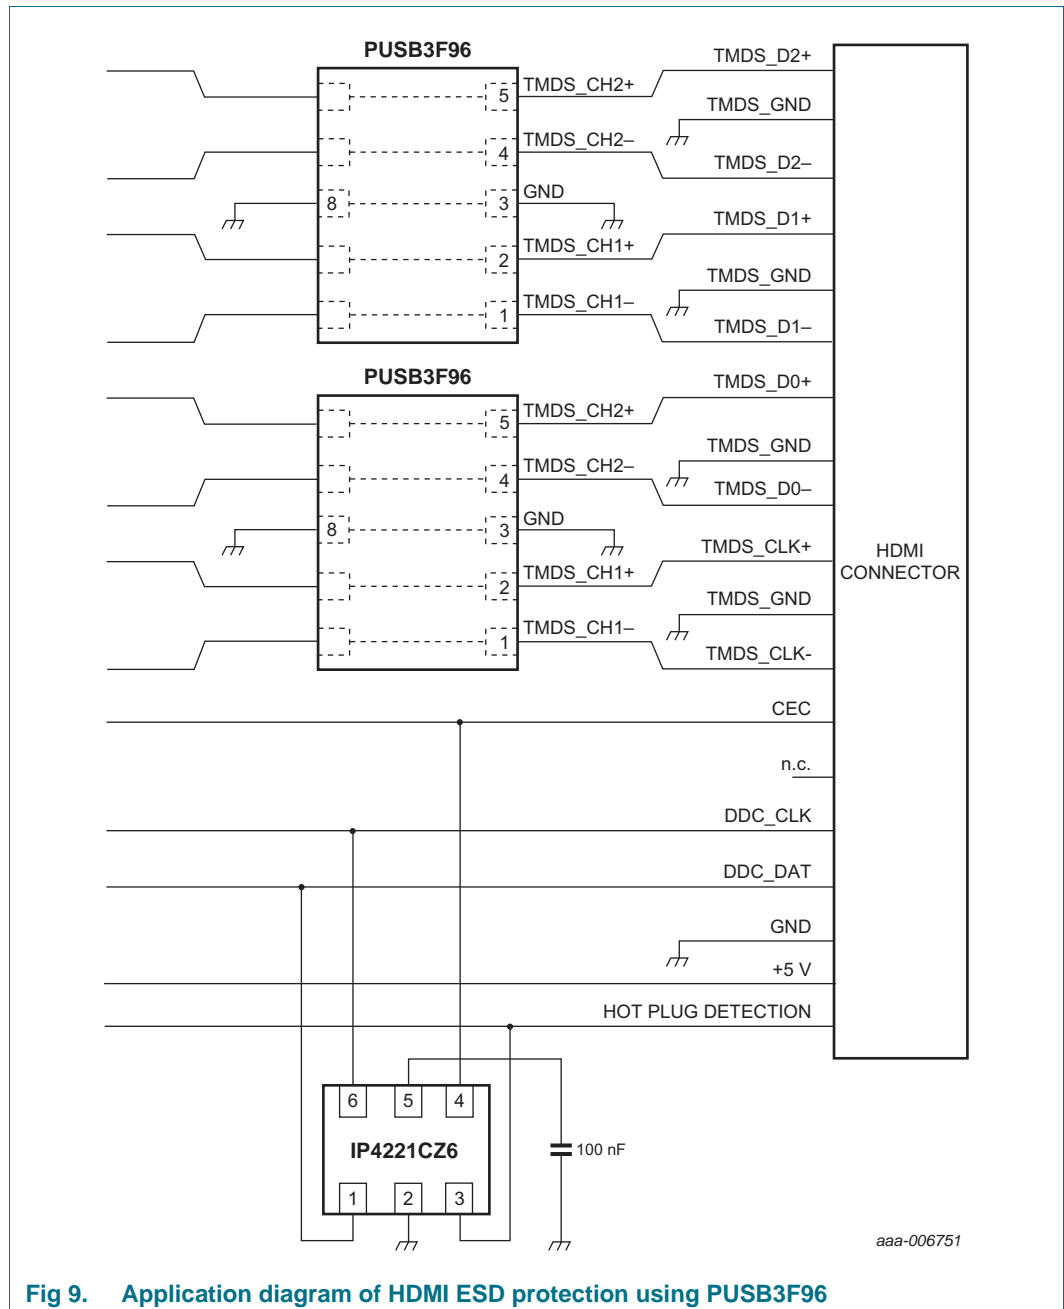 PUSB3F96
TMDS_D2+
5 TMDS_CH2+
TMDS_GND
4 TMDS_CH2–
TMDS_D2–
8 3 GND
TMDS_D1+
2 TMDS_CH1+
TMDS_GND
1 TMDS_CH1–
TMDS_D1–
PUSB3F96
TMDS_D0+
5 TMDS_CH2+
TMDS_GND
4 TMDS_CH2–
TMDS_D0–
8 3 GND
TMDS_CLK+
HDMI
CONNECTOR
2 TMDS_CH1+
TMDS_GND
1 TMDS_CH1–
TMDS_CLK-
CEC
n.c.
DDC_CLK
DDC_DAT
GND
+5 V
HOT PLUG DETECTION
6 5 4
IP4221CZ6
100 nF
1 2 3
aaa-006751
Fig 9. Application diagram of HDMI ESD protection using PUSB3F96